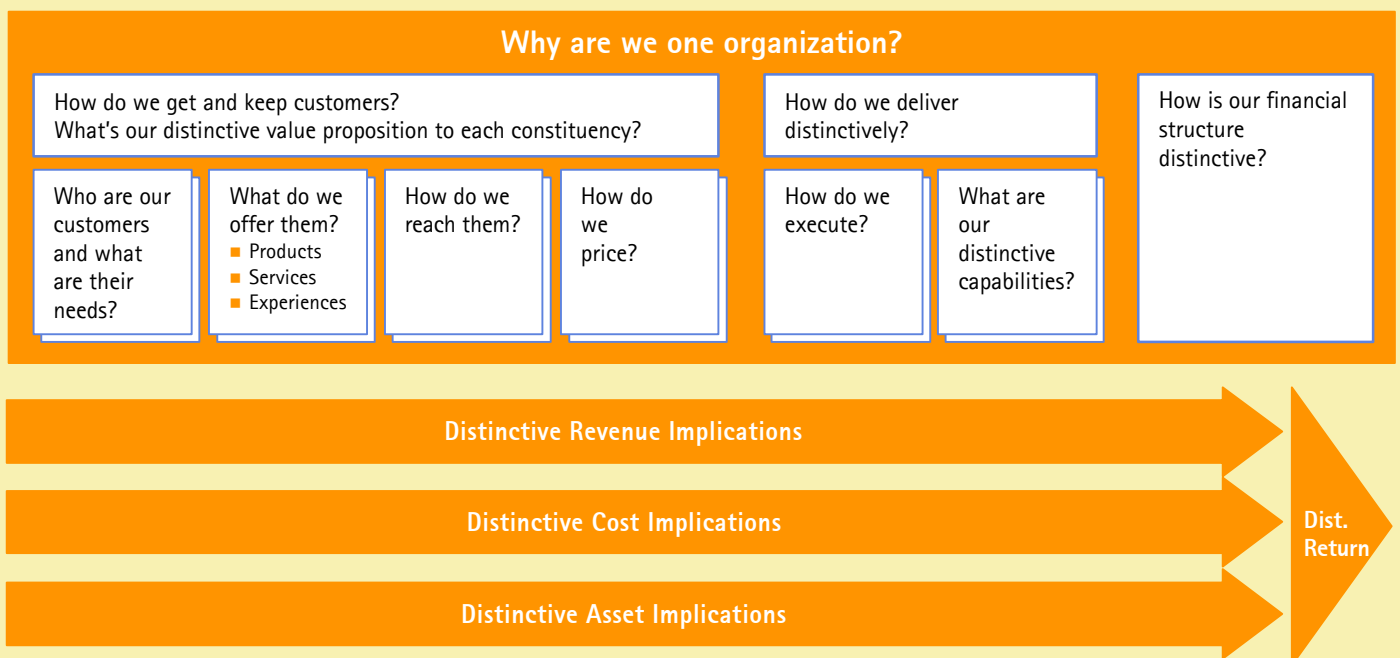 Why are we one organization?
How do we get and keep customers?
What's our distinctive value proposition to each constituency?
How do we deliver
distinctively?
How is our financial
structure
distinctive?
Who are our
customers
and what
are their
needs?
What do we
offer them?
■ Products
■ Services
■ Experiences
How do we
reach them?
How do
we
price?
How do we
execute?
What are
our
distinctive
capabilities?
Distinctive Revenue Implications
Distinctive Cost Implications
Distinctive Asset Implications
Dist.
Return